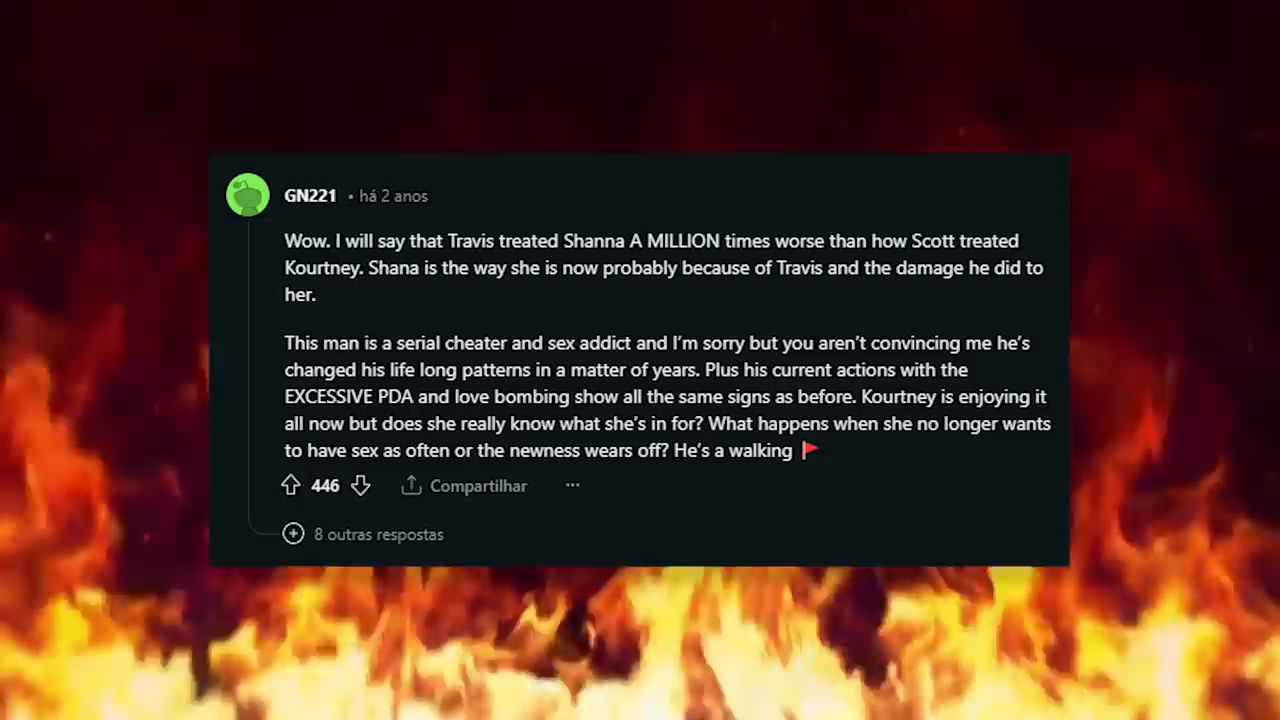 GN221 • há 2 anos
Wow. I will say that Travis treated Shanna A MILLION times worse than how Scott treated
Kourtney. Shana is the way she is now probably because of Travis and the damage he did to
her.
This man is a serial cheater and sex addict and I'm sorry but you aren't convincing me he's
changed his life long patterns in a matter of years. Plus his current actions with the
EXCESSIVE PDA and love bombing show all the same signs as before. Kourtney is enjoying it
all now but does she really know what she's in for? What happens when she no longer wants
to have sex as often or the newness wears off? He's a walking 🚩
446 Compartilhar ···
8 outras respostas